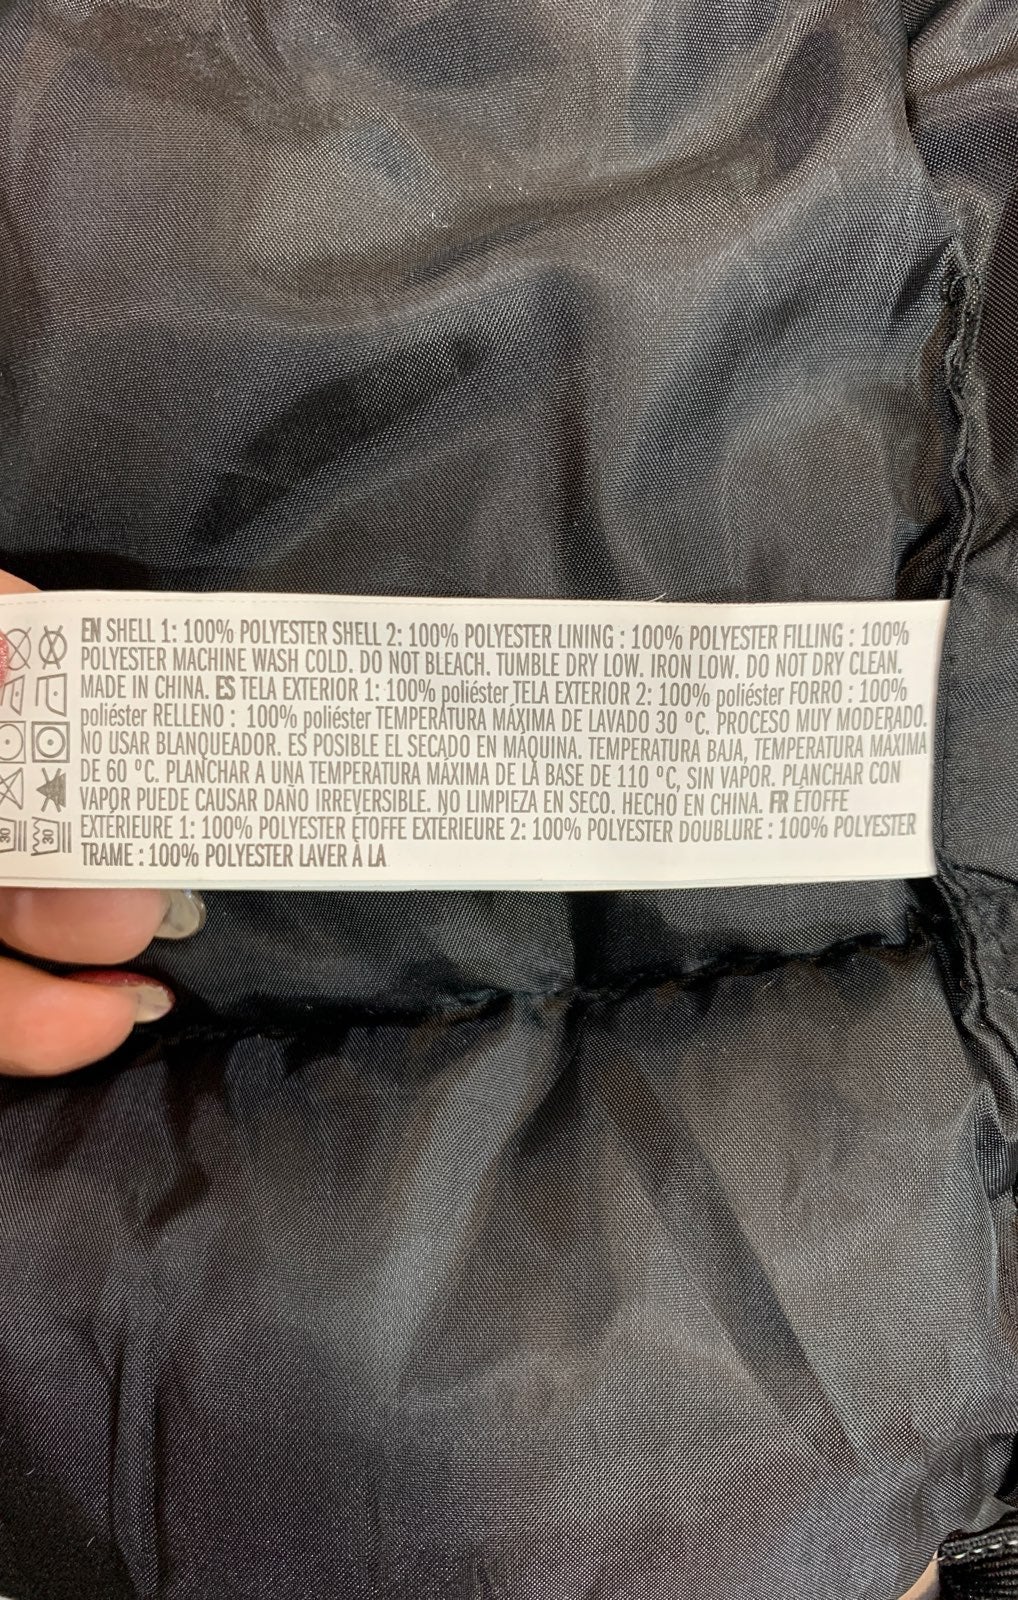 EN SHELL 1: 100% POLYESTER SHELL 2: 100% POLYESTER LINING : 100% POLYESTER FILLING : 100%
POLYESTER MACHINE WASH COLD. DO NOT BLEACH. TUMBLE DRY LOW. IRON LOW. DO NOT DRY CLEAN.
MADE IN CHINA. ES TELA EXTERIOR 1: 100% poliéster TELA EXTERIOR 2: 100% poliéster FORRO : 100%
poliéster RELLENO : 100% poliéster TEMPERATURA MÁXIMA DE LAVADO 30 ºC. PROCESO MUY MODERADO.
NO USAR BLANQUEADOR. ES POSIBLE EL SECADO EN MÁQUINA. TEMPERATURA BAJA, TEMPERATURA MÁXIMA
DE 60 ºC. PLANCHAR A UNA TEMPERATURA MÁXIMA DE LA BASE DE 110 ºC, SIN VAPOR. PLANCHAR CON
VAPOR PUEDE CAUSAR DAÑO IRREVERSIBLE. NO LIMPIEZA EN SECO. HECHO EN CHINA. FR ÉTOFFE
EXTÉRIEURE 1: 100% POLYESTER ÉTOFFE EXTÉRIEURE 2: 100% POLYESTER DOUBLURE : 100% POLYESTER
TRAME : 100% POLYESTER LAVER À LA
30 30